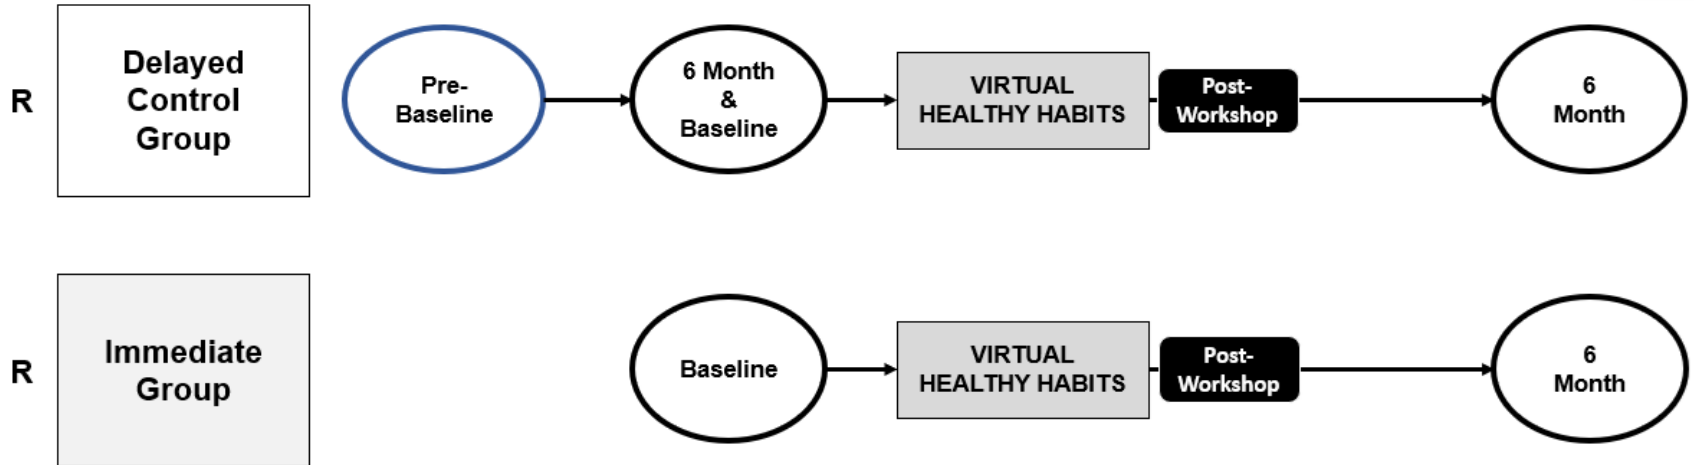 R
Delayed
Control
Group
Pre-
Baseline
6 Month
&
Baseline
VIRTUAL
HEALTHY HABITS
Post-
Workshop
6
Month
R
Immediate
Group
Baseline
VIRTUAL
HEALTHY HABITS
Post-
Workshop
6
Month